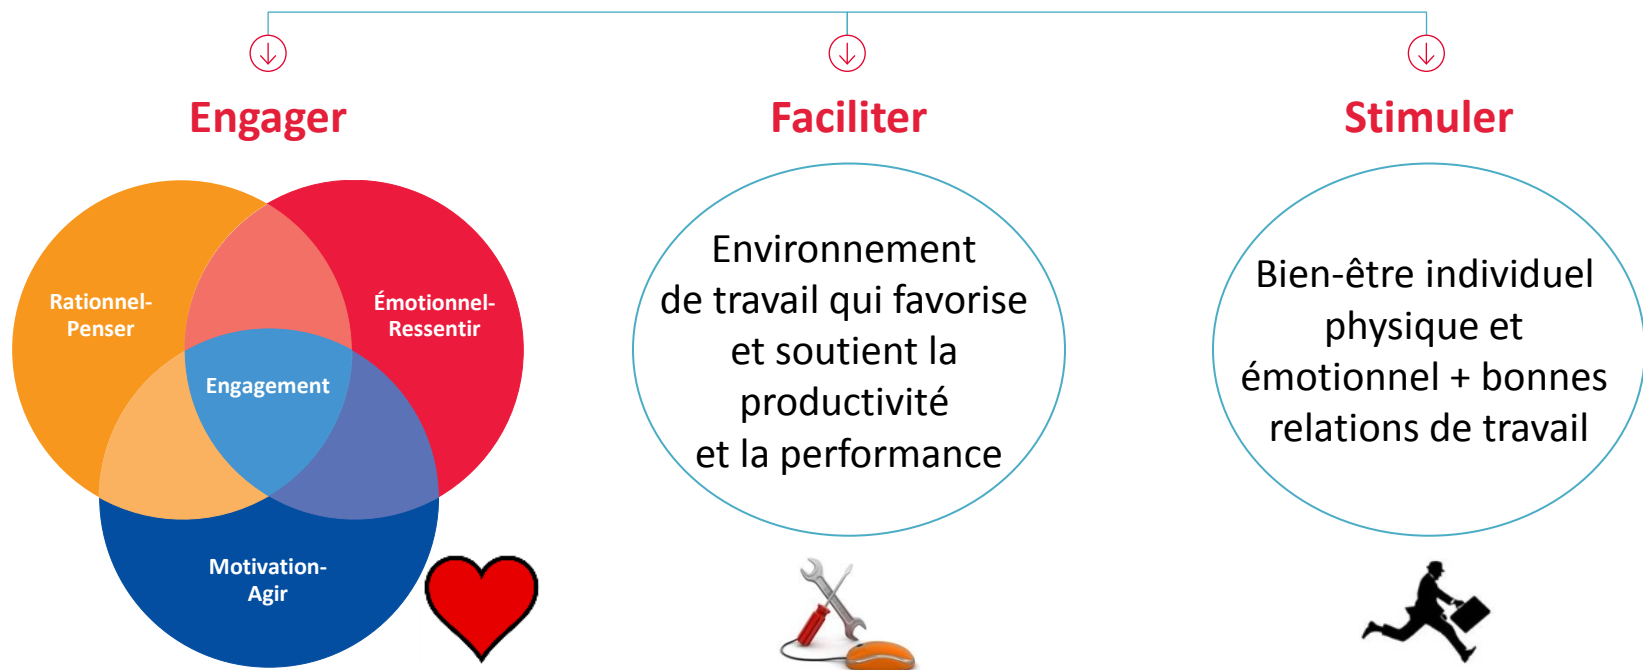 Engager
Rationnel-
Penser
Émotionnel-
Ressentir
Engagement
Motivation-
Agir
Faciliter
Environnement
de travail qui favorise
et soutient la
productivité
et la performance
Stimuler
Bien-être individuel
physique et
émotionnel + bonnes
relations de travail